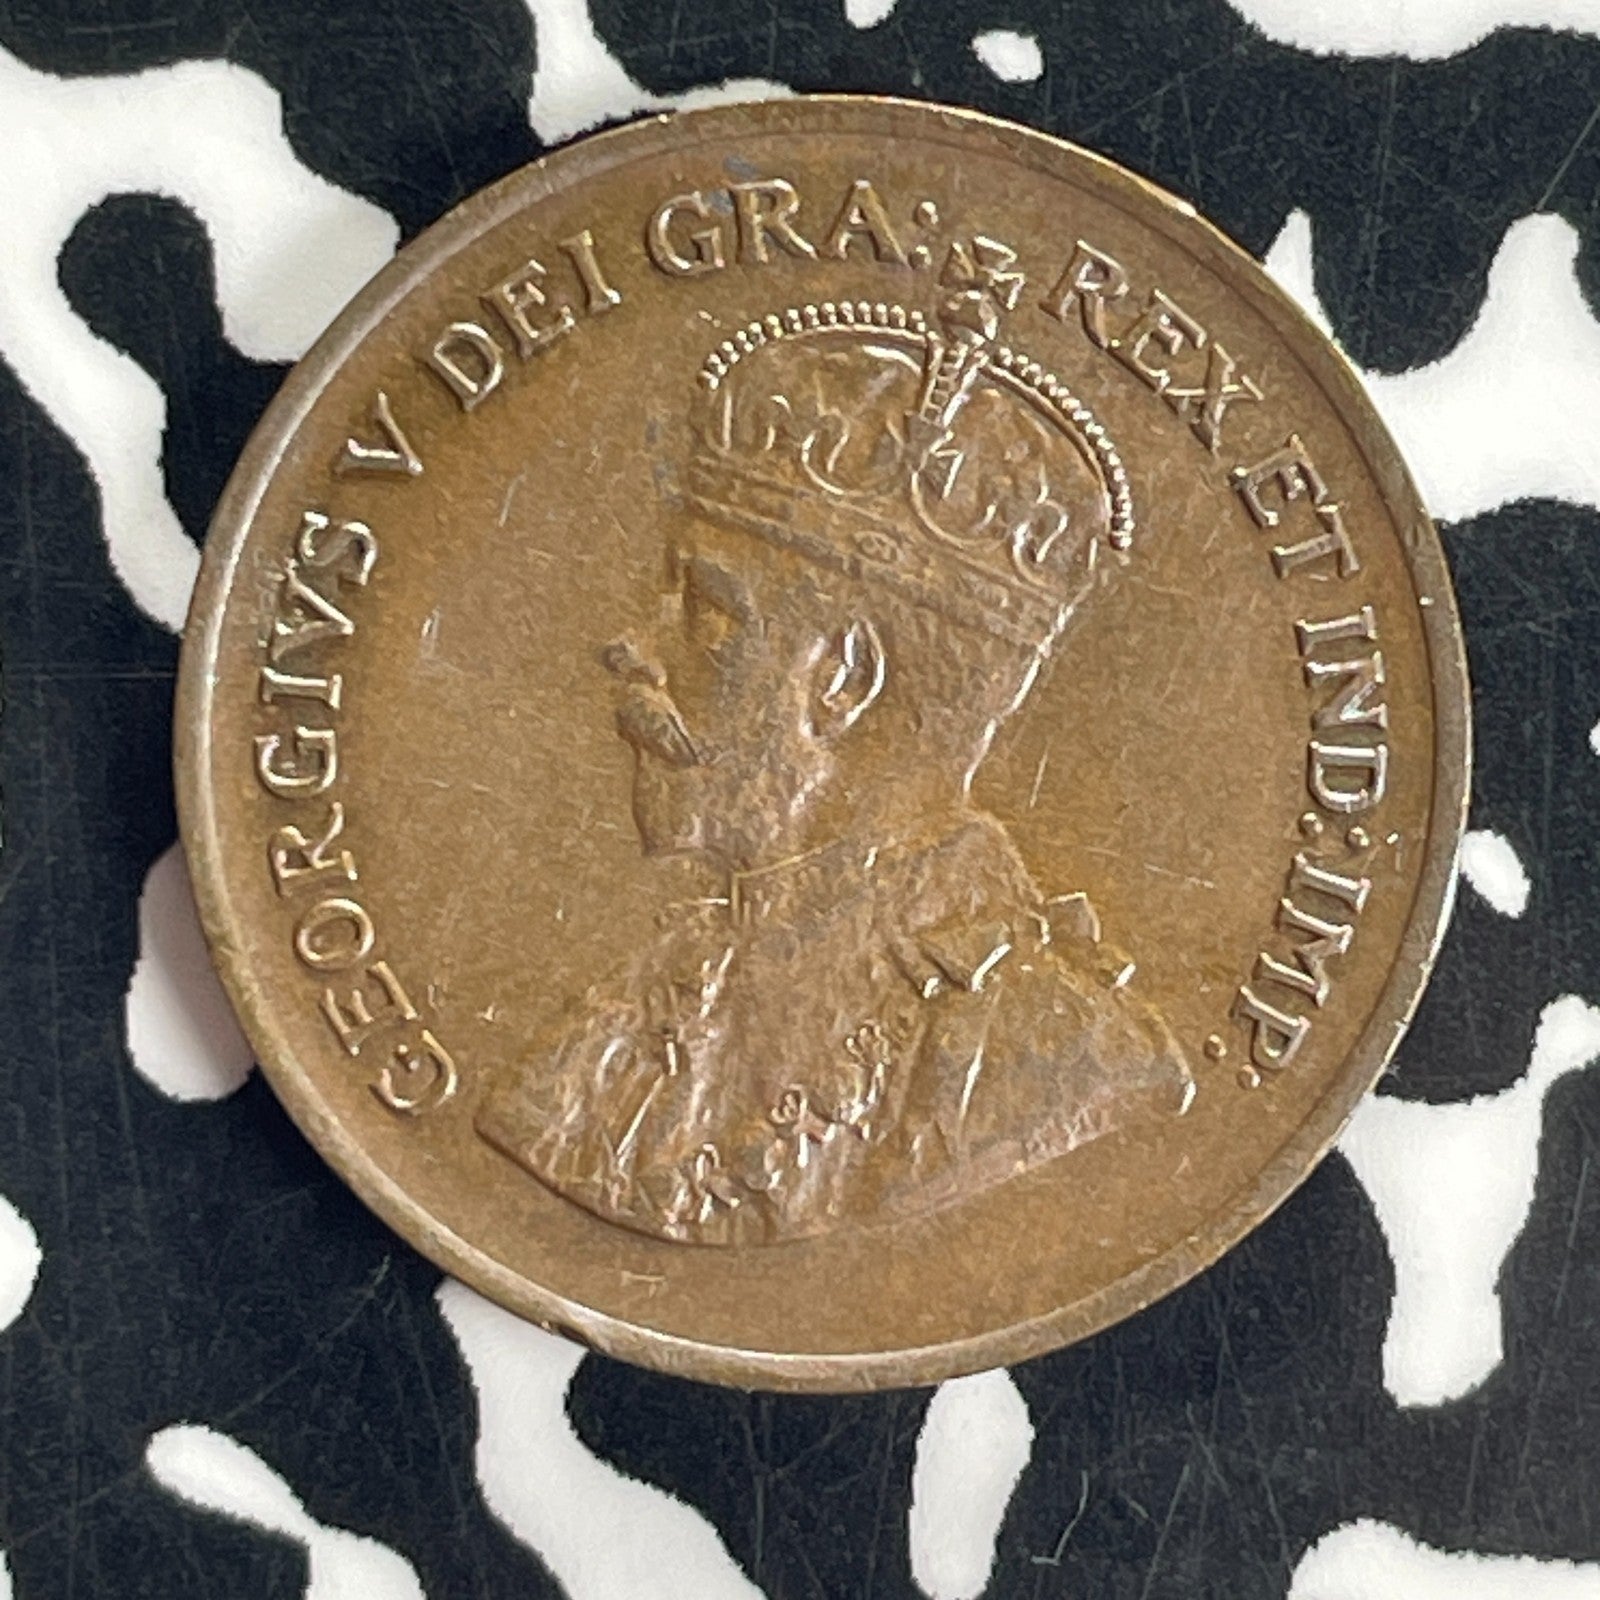 GEORGIVS V DEI GRA: REX ET IND: IMP: